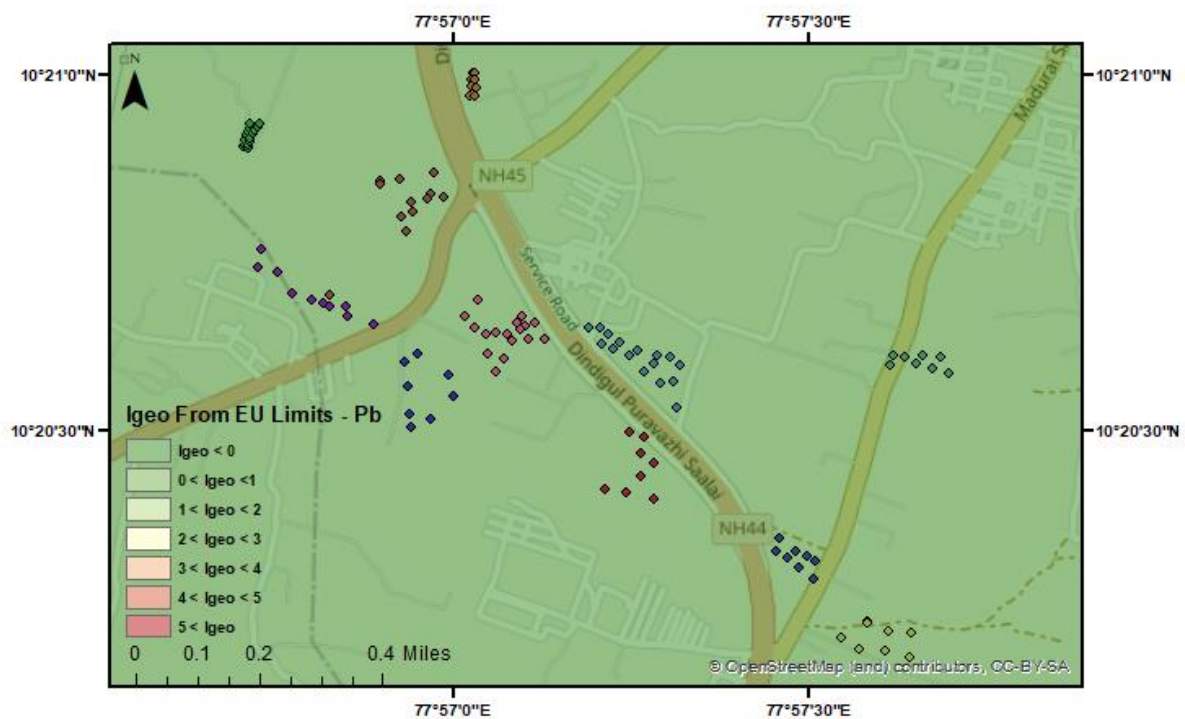 77°57'0"E
77°57'30"E
10°21'0"N
10°21'0"N
N
Di
Madurai S
NH45
Service Road
Dindigul Puravazhi Saalai
10°20'30"N
10°20'30"N
NH44
Igeo From EU Limits - Pb
Igeo < 0
0 < Igeo <1
1 < Igeo < 2
2 < Igeo < 3
3 < Igeo < 4
4 < Igeo < 5
5 < Igeo
0 0.1 0.2 0.4 Miles
© OpenStreetMap (and) contributors, CC-BY-SA
77°57'0"E
77°57'30"E